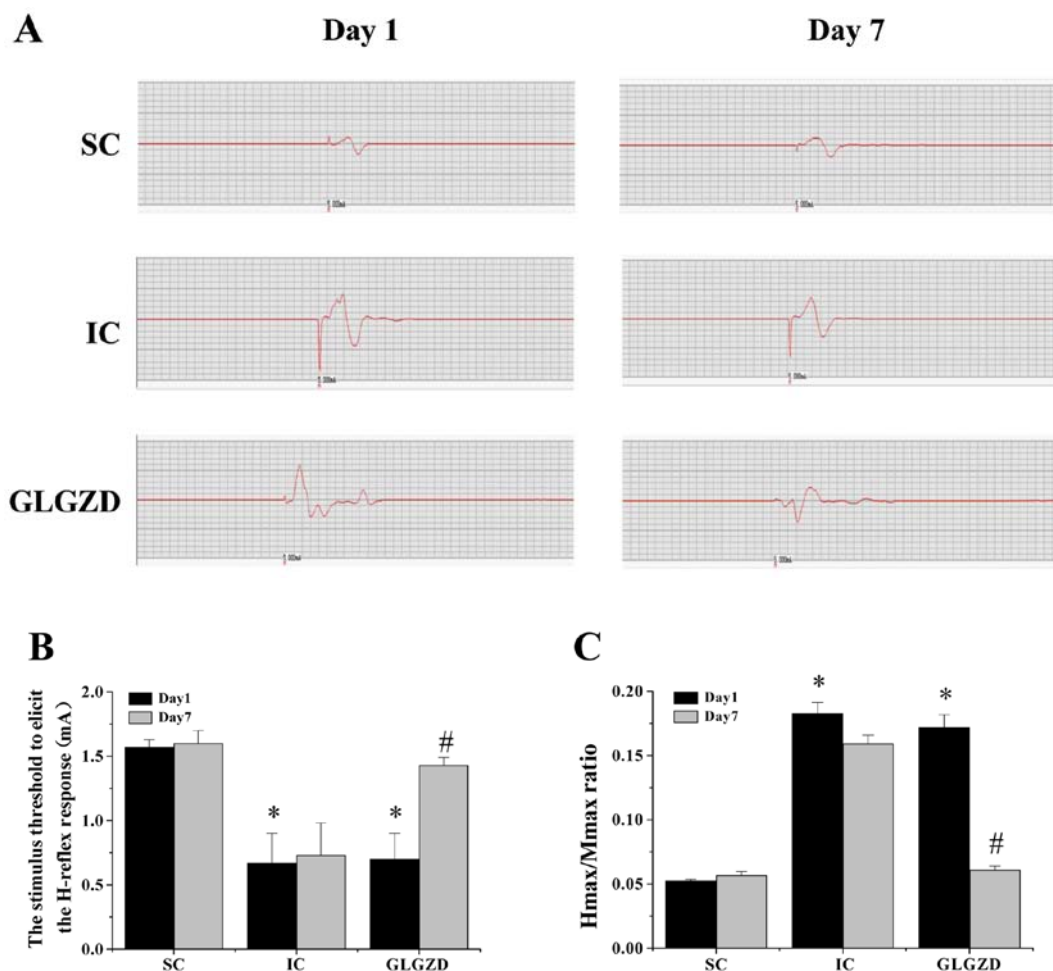 A
Day 1
Day 7
SC
IC
GLGZD
B
The stimulus threshold to elicit
the H-reflex response (mA)
2.0
1.5
1.0
0.5
0.0
Day1
Day7
*
*
#
SC
IC
GLGZD
C
Hmax/Mmax ratio
0.20
0.15
0.10
0.05
0.00
Day1
Day7
*
*
#
SC
IC
GLGZD